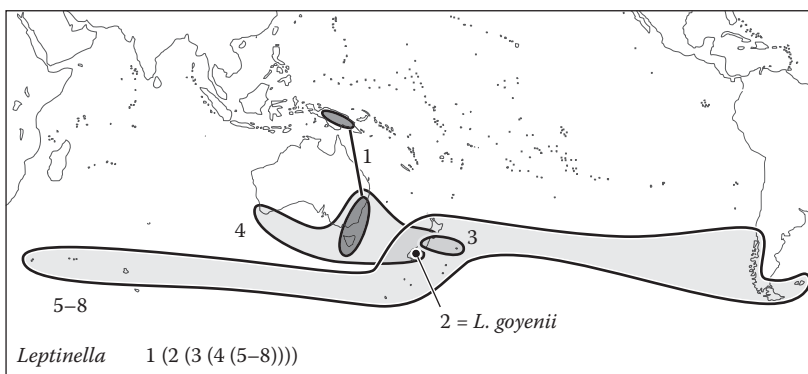 1
4
3
5–8
2 = L. goyenii
Leptinella 1 (2 (3 (4 (5–8))))